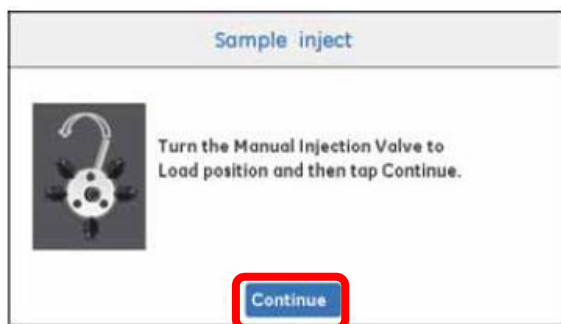 Sample inject
Turn the Manual Injection Valve to
Load position and then tap Continue.
Continue